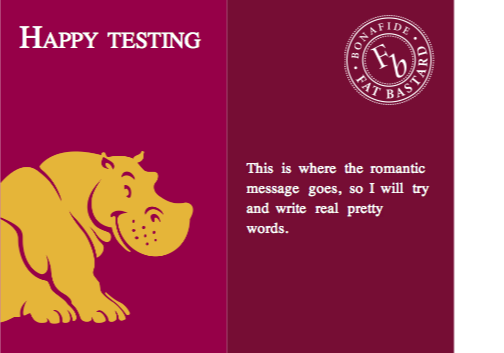 HAPPY TESTING
BONAFIDE
Fb
FAT BASTARD
This is where the romantic
message goes, so I will try
and write real pretty
words.